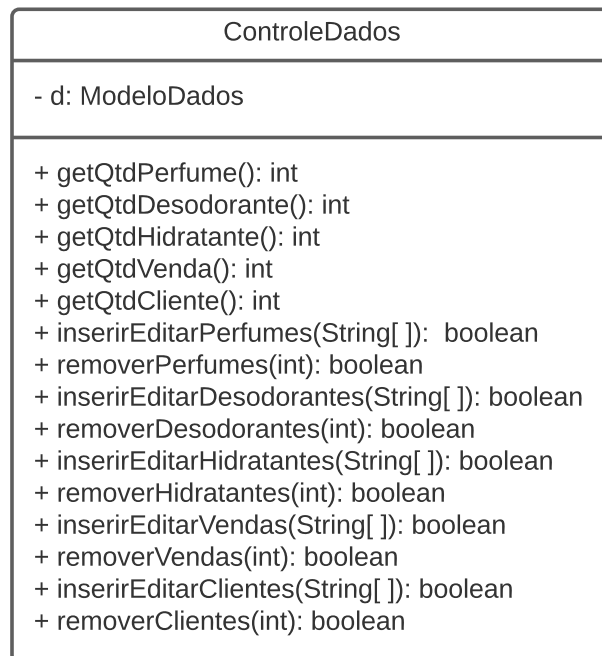 ControleDados
- d: ModeloDados
+ getQtdPerfume(): int
+ getQtdDesodorante(): int
+ getQtdHidratante(): int
+ getQtdVenda(): int
+ getQtdCliente(): int
+ inserirEditarPerfumes(String[ ]):  boolean
+ removerPerfumes(int): boolean
+ inserirEditarDesodorantes(String[ ]): boolean
+ removerDesodorantes(int): boolean
+ inserirEditarHidratantes(String[ ]): boolean
+ removerHidratantes(int): boolean
+ inserirEditarVendas(String[ ]): boolean
+ removerVendas(int): boolean
+ inserirEditarClientes(String[ ]): boolean
+ removerClientes(int): boolean